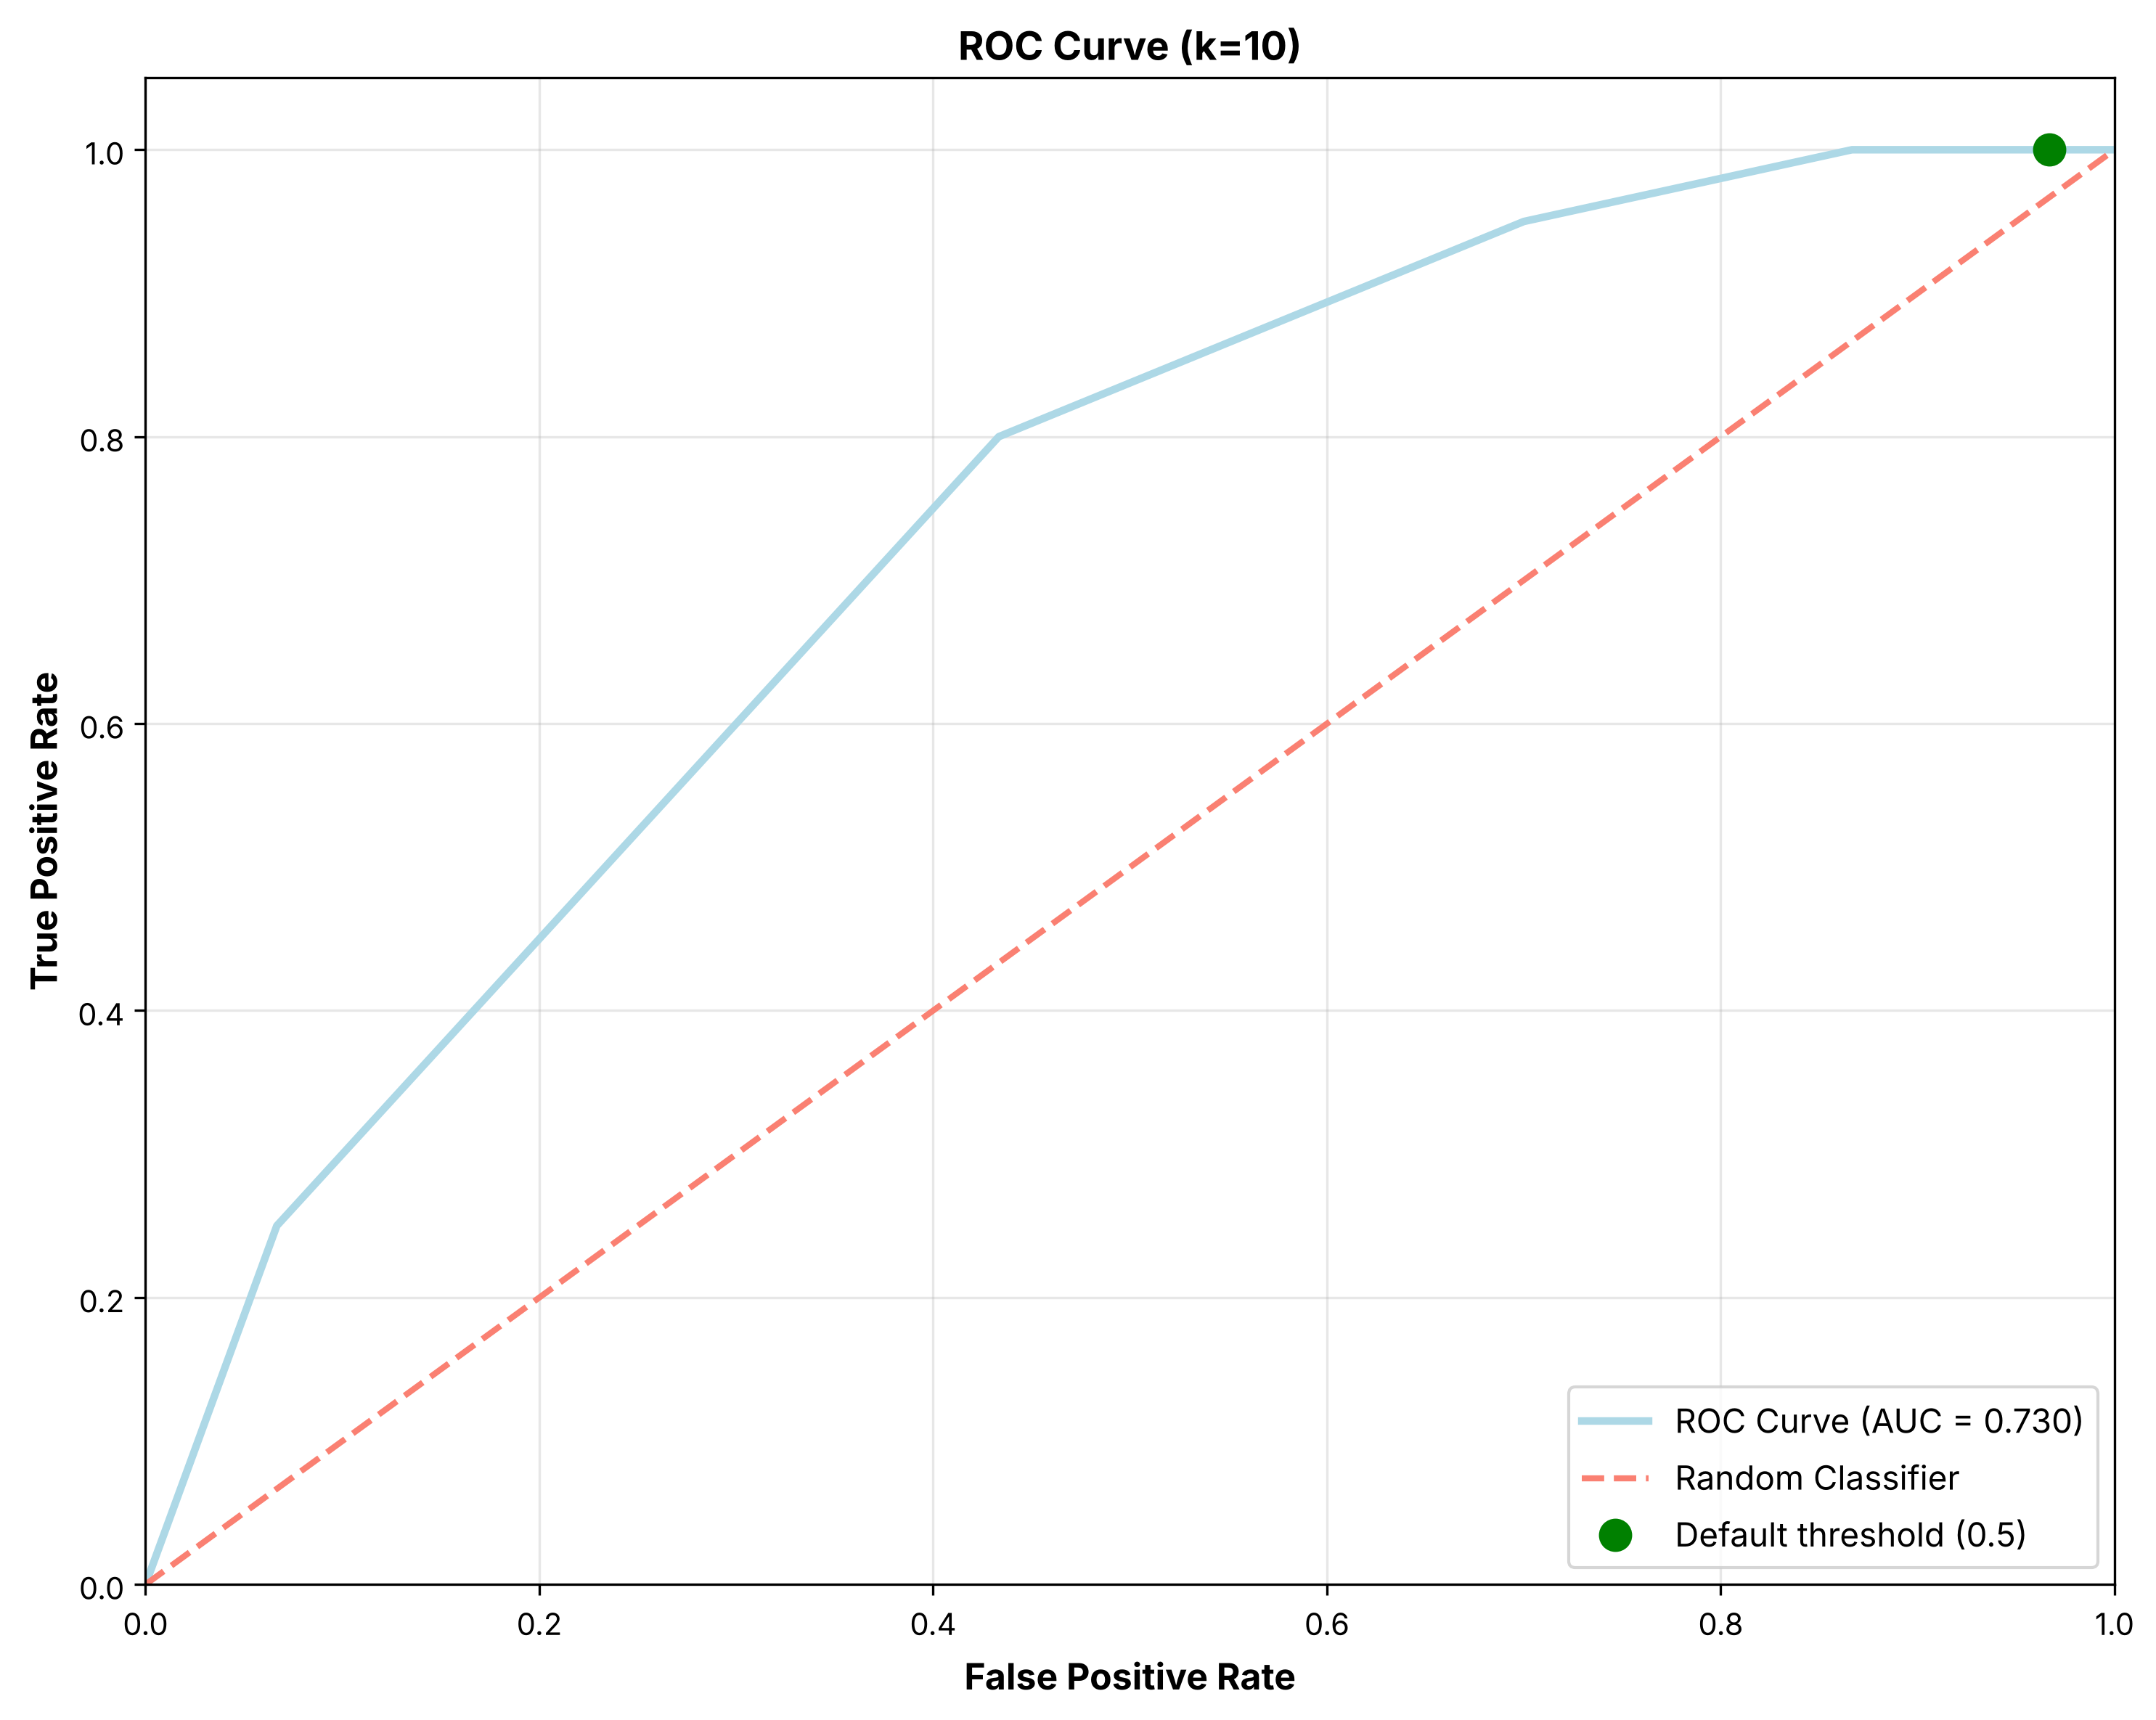 ROC Curve (k=10)
True Positive Rate
1.0
0.8
0.6
0.4
0.2
0.0
0.0 0.2 0.4 0.6 0.8 1.0
False Positive Rate
ROC Curve (AUC = 0.730)
Random Classifier
Default threshold (0.5)